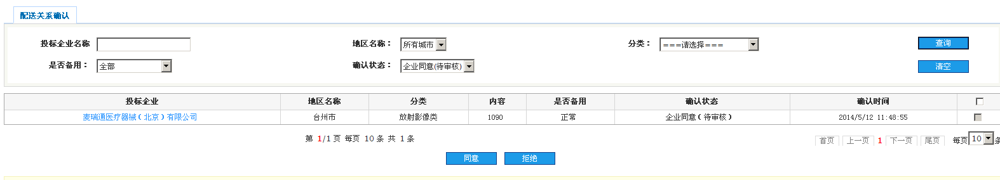 配送关系确认
投标企业名称 地区名称： 所有城市 分类： ===请选择=== 查询
是否备用： 全部 确认状态： 企业同意(待审核) 清空
投标企业 地区名称 分类 内容 是否备用 确认状态 确认时间
麦瑞通医疗器械（北京）有限公司 台州市 放射影像类 1090 正常 企业同意（待审核） 2014/5/12 11:48:55
第 1/1 页 每页 10 条 共 1 条 首页 上一页 1 下一页 尾页 每页 10 条
同意 拒绝